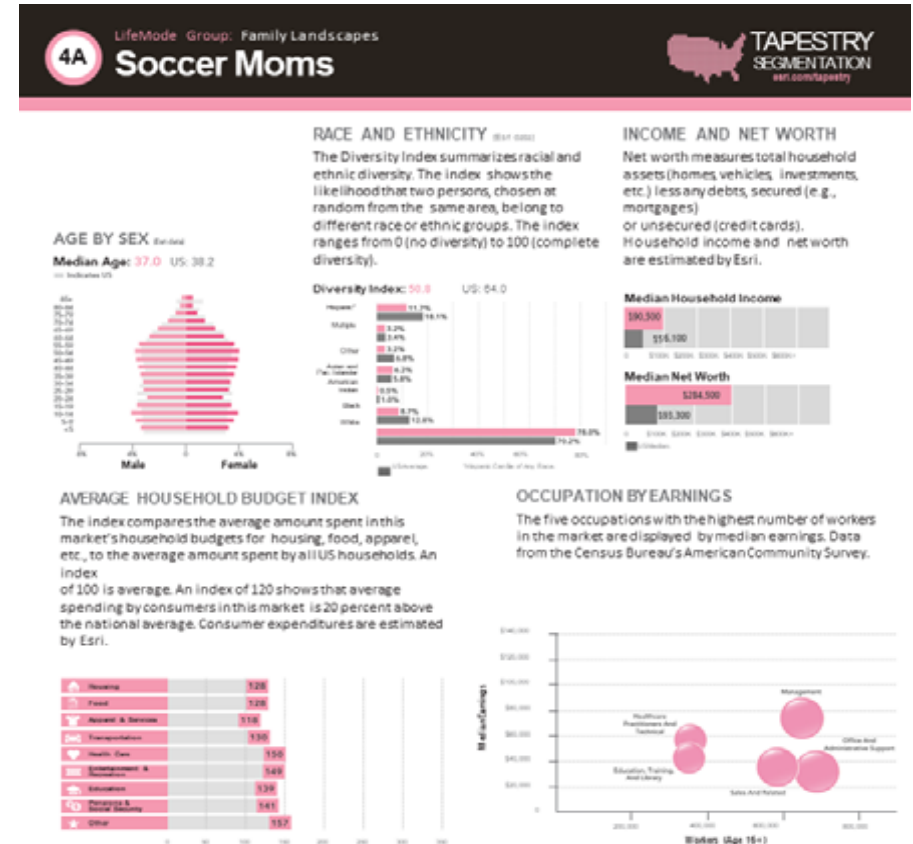 4A
LifeMode Group: Family Landscapes
Soccer Moms
TAPESTRY
SEGMENTATION
esri.com/tapestry
AGE BY SEX
Median Age: 37.0 US: 38.2
Indicates US
Male
Female
RACE AND ETHNICITY
The Diversity Index summarizes racial and
ethnic diversity. The index shows the
likelihood that two persons, chosen at
random from the same area, belong to
different race or ethnic groups. The index
ranges from 0 (no diversity) to 100 (complete
diversity).
Diversity Index: 50.8 US: 64.0
Hispanic*
Multiple
Other
Asian and
Pac. Islander
American
Indian
Black
White
INCOME AND NET WORTH
Net worth measures total household
assets (homes, vehicles, investments,
etc.) less any debts, secured (e.g.,
mortgages)
or unsecured (credit cards).
Household income and net worth
are estimated by Esri.
Median Household Income
$90,500
$56,100
Median Net Worth
$284,500
$93,300
AVERAGE HOUSEHOLD BUDGET INDEX
The index compares the average amount spent in this
market's household budgets for housing, food, apparel,
etc., to the average amount spent by all US households. An
index
of 100 is average. An index of 120 shows that average
spending by consumers in this market is 20 percent above
the national average. Consumer expenditures are estimated
by Esri.
Housing 128
Food 128
Apparel & Services 118
Transportation 130
Health Care 150
Entertainment &
Recreation 149
Education 139
Pensions &
Social Security 141
Other 157
OCCUPATION BY EARNINGS
The five occupations with the highest number of workers
in the market are displayed by median earnings. Data
from the Census Bureau's American Community Survey.
Median Earnings
Management
Healthcare
Practitioners And
Technical
Office And
Administrative Support
Education, Training,
And Library
Sales And Related
Workers (Age 16+)